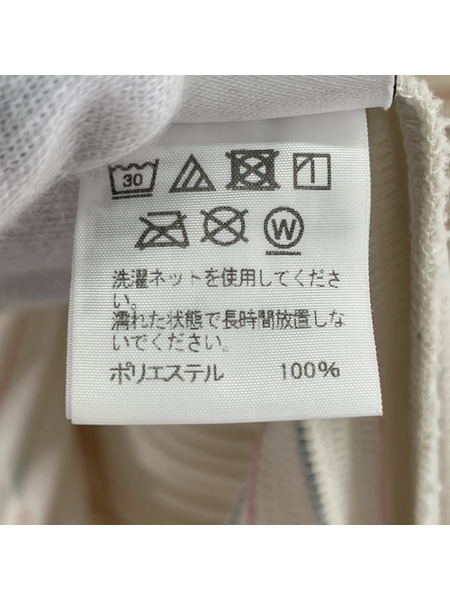 30
W
洗濯ネットを使用してくださ
い。
濡れた状態で長時間放置しな
いでください。
ポリエステル 100%